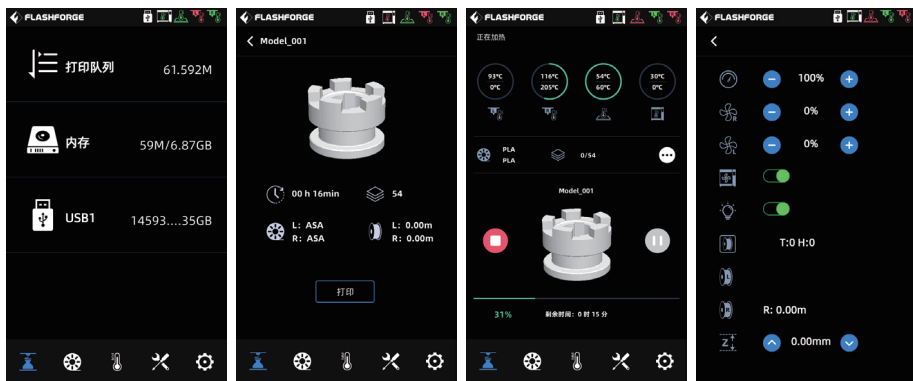 FLASHFORGE
打印队列 61.592M
内存 59M/6.87GB
USB1 14593....35GB
FLASHFORGE
Model_001
00 h 16min 54
L: ASA L: 0.00m
R: ASA R: 0.00m
打印
FLASHFORGE
正在加热
93°C 116°C 54°C 30°C
0°C 205°C 60°C 0°C
PLA
PLA
0/54
Model_001
31% 剩余时间: 0 时 15 分
FLASHFORGE
100%
R 0%
L 0%
T:0 H:0
R: 0.00m
Z 0.00mm